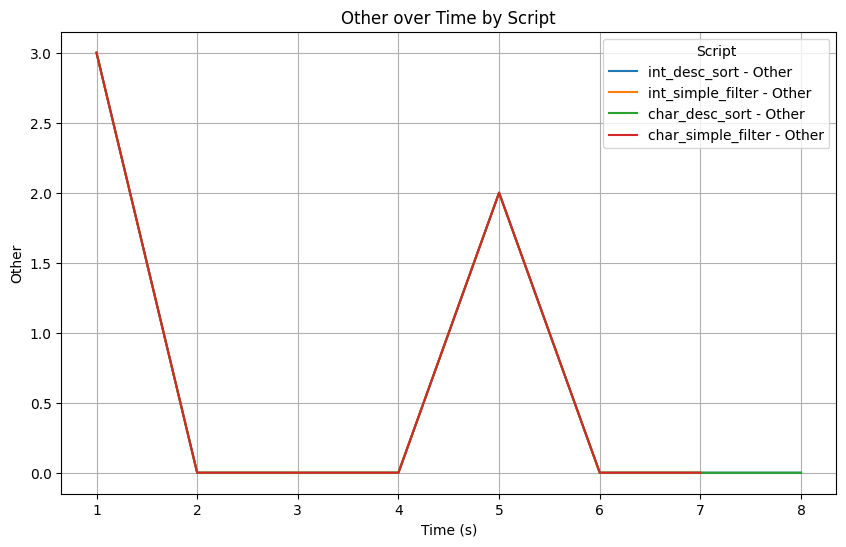 Other over Time by Script
Script
int_desc_sort - Other
int_simple_filter - Other
char_desc_sort - Other
char_simple_filter - Other
3.0
2.5
2.0
1.5
1.0
0.5
0.0
Other
1 2 3 4 5 6 7 8
Time (s)